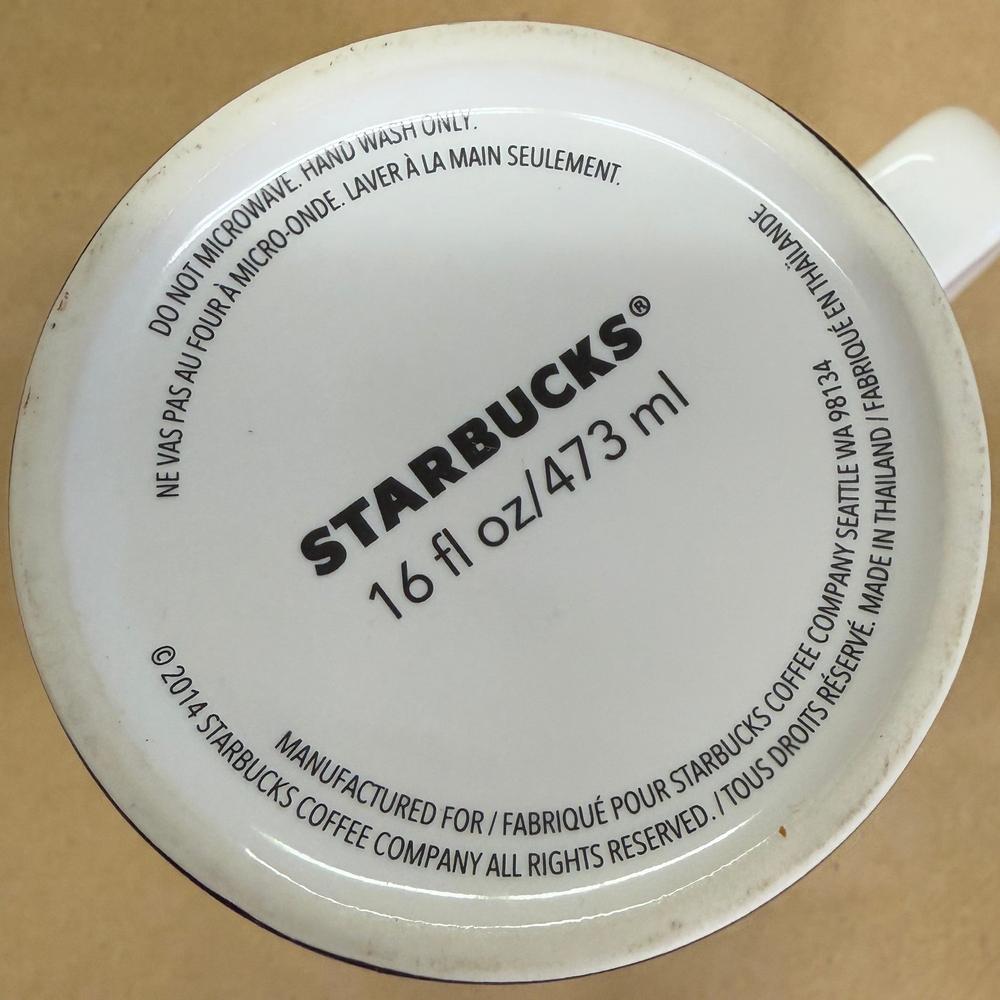 DO NOT MICROWAVE. HAND WASH ONLY.
NE VAS PAS AU FOUR À MICRO-ONDE. LAVER À LA MAIN SEULEMENT.
STARBUCKS®
16 fl oz/473 ml
MANUFACTURED FOR / FABRIQUÉ POUR STARBUCKS COFFEE COMPANY SEATTLE WA 98134
© 2014 STARBUCKS COFFEE COMPANY ALL RIGHTS RESERVED. / TOUS DROITS RÉSERVÉ. MADE IN THAILAND / FABRIQUÉ EN THAÏLANDE